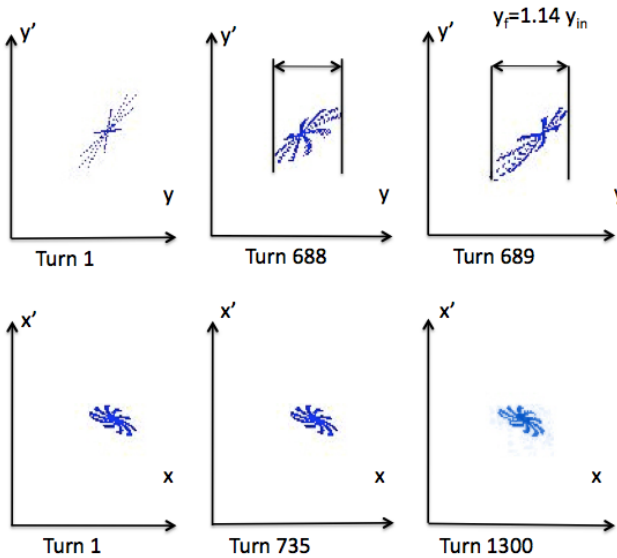 y_f=1.14 y_in
y’
y’
y’
y
y
y
Turn 1
Turn 688
Turn 689
x’
x’
x’
x
x
x
Turn 1
Turn 735
Turn 1300